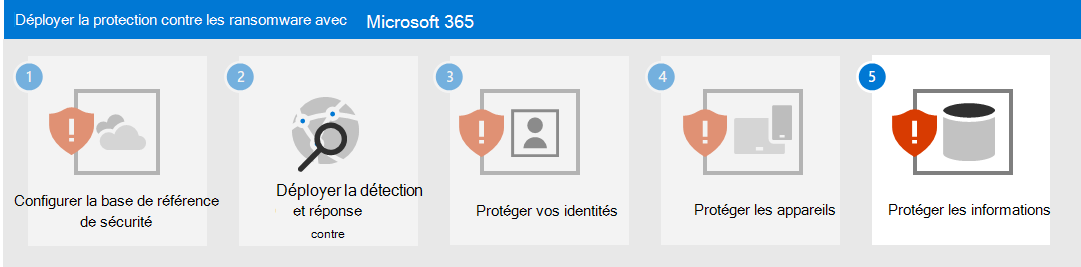 Déployer la protection contre les ransomware avec Microsoft 365
1
2
3
4
5
Configurer la base de référence
de sécurité
Déployer la détection
et réponse
contre
Protéger vos identités
Protéger les appareils
Protéger les informations